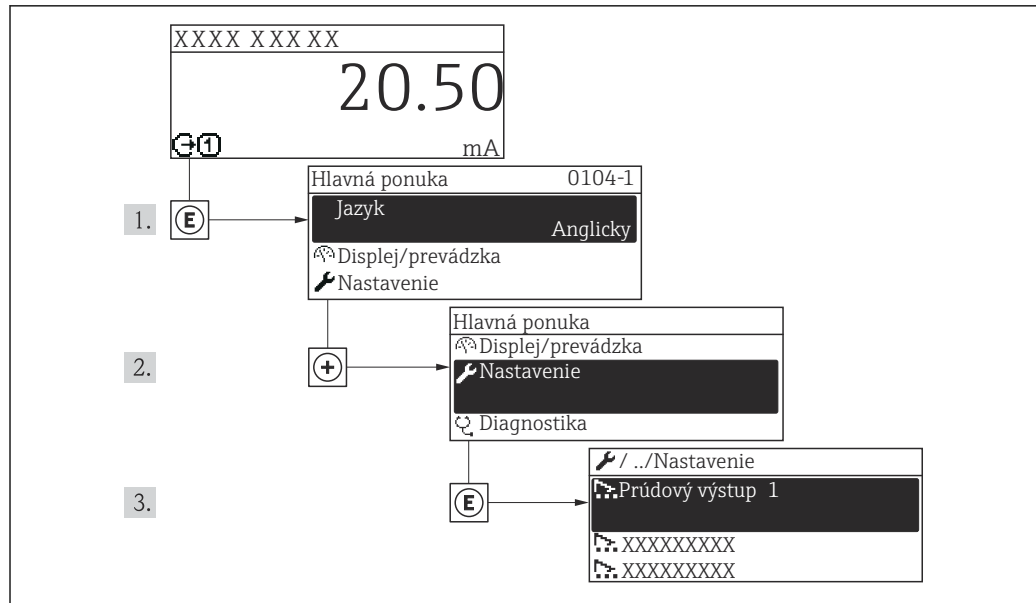 XXXX XXX XX
20.50
1
mA
1.
E
Hlavná ponuka 0104-1
Jazyk
Anglicky
Displej/prevádzka
Nastavenie
2.
+
Hlavná ponuka
Displej/prevádzka
Nastavenie
Diagnostika
3.
E
/ ../Nastavenie
Prúdový výstup 1
XXXXXXXXX
XXXXXXXXX